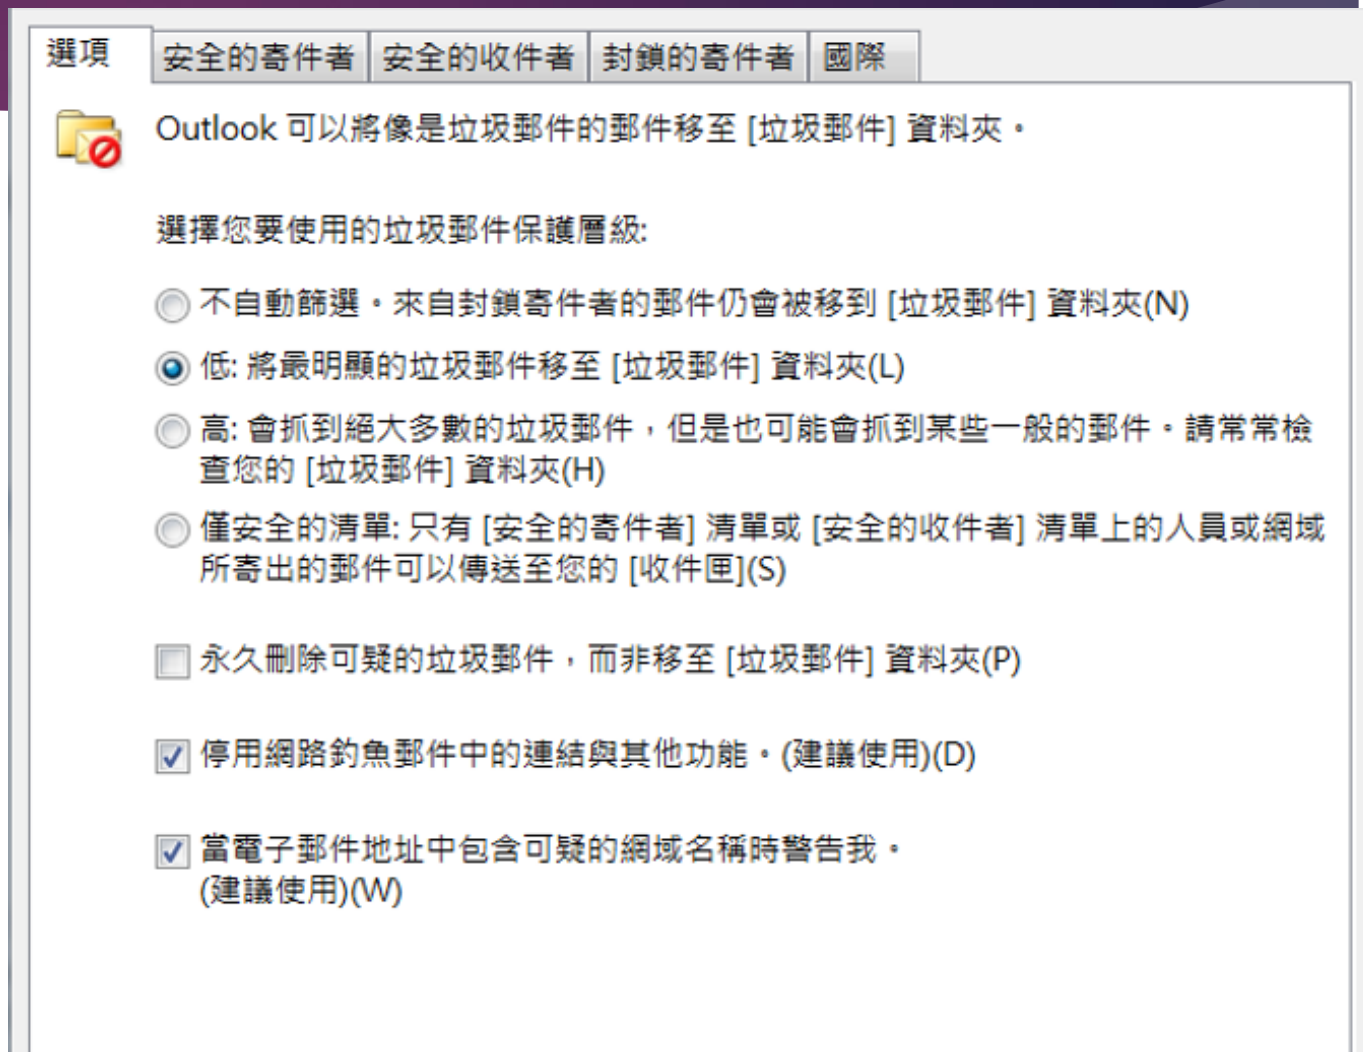 選項
安全的寄件者
安全的收件者
封鎖的寄件者
國際
Outlook 可以將像是垃圾郵件的郵件移至 [垃圾郵件] 資料夾。
選擇您要使用的垃圾郵件保護層級:
不自動篩選。來自封鎖寄件者的郵件仍會被移到 [垃圾郵件] 資料夾(N)
低: 將最明顯的垃圾郵件移至 [垃圾郵件] 資料夾(L)
高: 會抓到絕大多數的垃圾郵件，但是也可能會抓到某些一般的郵件。請常常檢
查您的 [垃圾郵件] 資料夾(H)
僅安全的清單: 只有 [安全的寄件者] 清單或 [安全的收件者] 清單上的人員或網域
所寄出的郵件可以傳送至您的 [收件匣](S)
永久刪除可疑的垃圾郵件，而非移至 [垃圾郵件] 資料夾(P)
停用網路釣魚郵件中的連結與其他功能。(建議使用)(D)
當電子郵件地址中包含可疑的網域名稱時警告我。
(建議使用)(W)